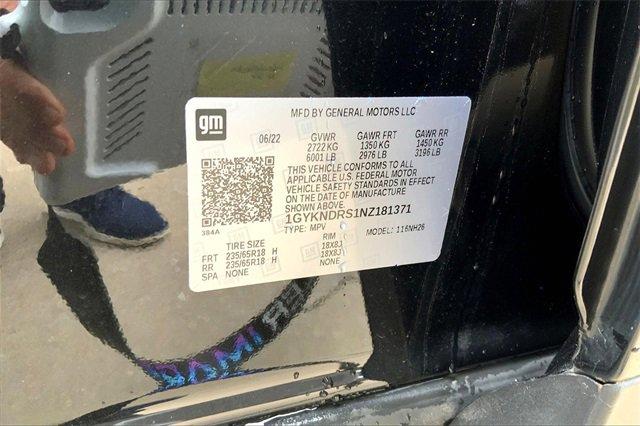 gm
MFD BY GENERAL MOTORS LLC
06/22 GVWR GAWR FRT GAWR RR
2722 KG 1350 KG 1450 KG
6001 LB 2976 LB 3196 LB
THIS VEHICLE CONFORMS TO ALL
APPLICABLE U.S. FEDERAL MOTOR
VEHICLE SAFETY STANDARDS IN EFFECT
ON THE DATE OF MANUFACTURE
SHOWN ABOVE.
384A
1GYKNDRS1NZ181371
TYPE: MPV MODEL: 116NH26
TIRE SIZE RIM
FRT 235/65R18 H 18X8J
RR 235/65R18 H 18X8J
SPA NONE NONE